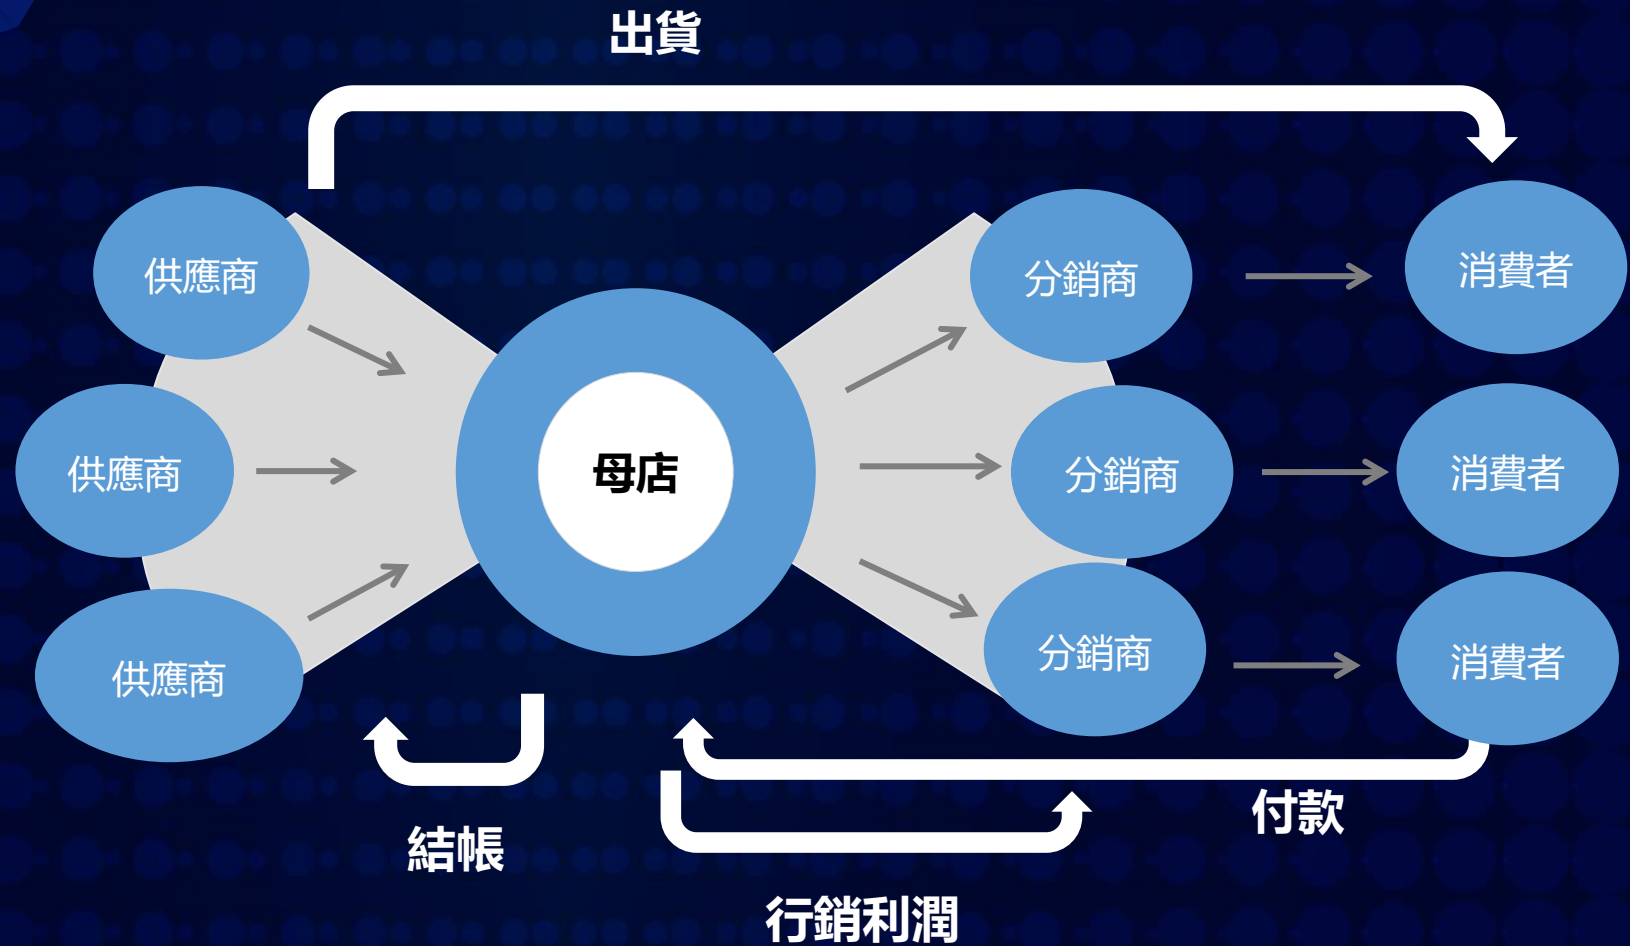 出貨
供應商
分銷商
消費者
供應商
母店
分銷商
消費者
供應商
分銷商
消費者
付款
結帳
行銷利潤